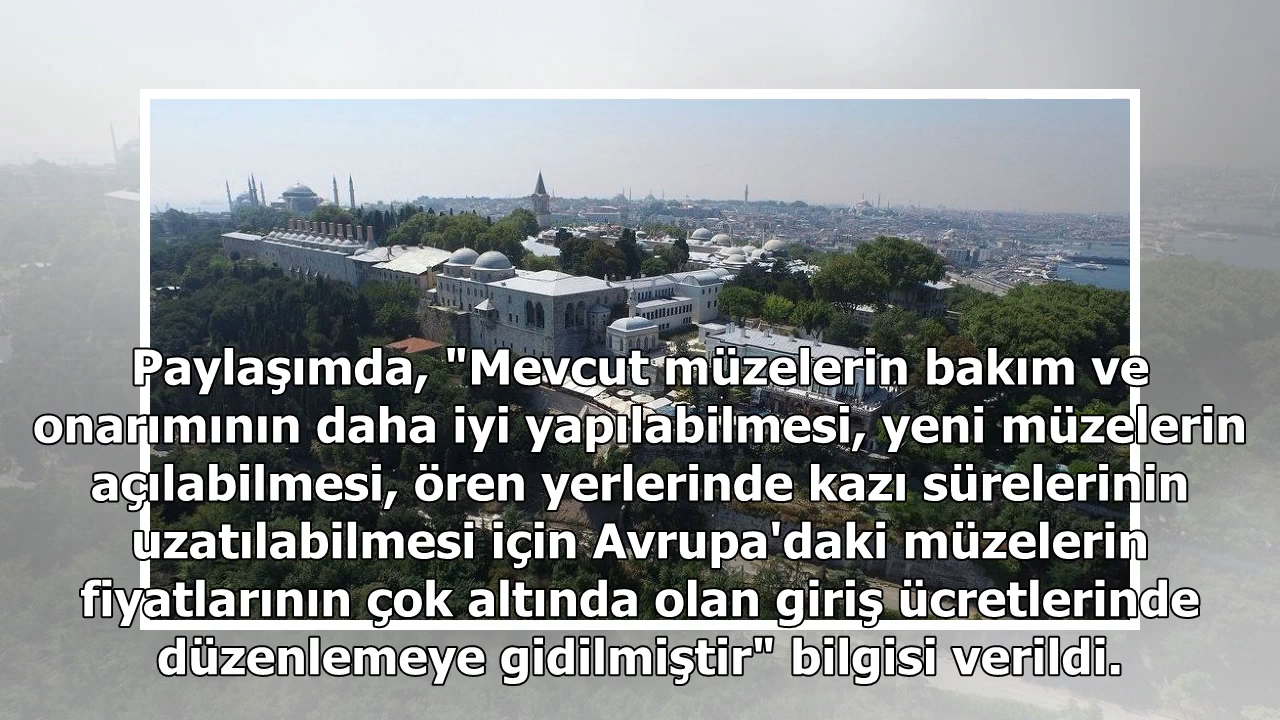 Paylaşımda, "Mevcut müzelerin bakım ve
onarımının daha iyi yapılabilmesi, yeni müzelerin
açılabilmesi, ören yerlerinde kazı sürelerinin
uzatılabilmesi için Avrupa'daki müzelerin
fiyatlarının çok altında olan giriş ücretlerinde
düzenlemeye gidilmiştir" bilgisi verildi.